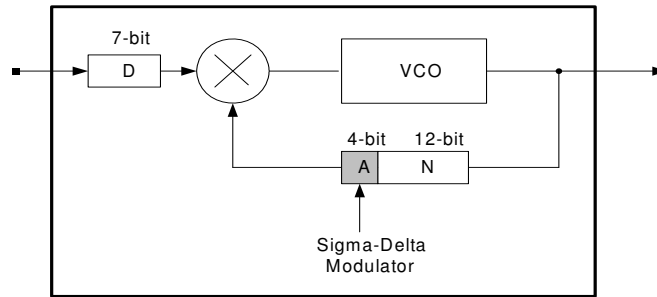 7-bit
D
VCO
4-bit 12-bit
A N
Sigma-Delta
Modulator